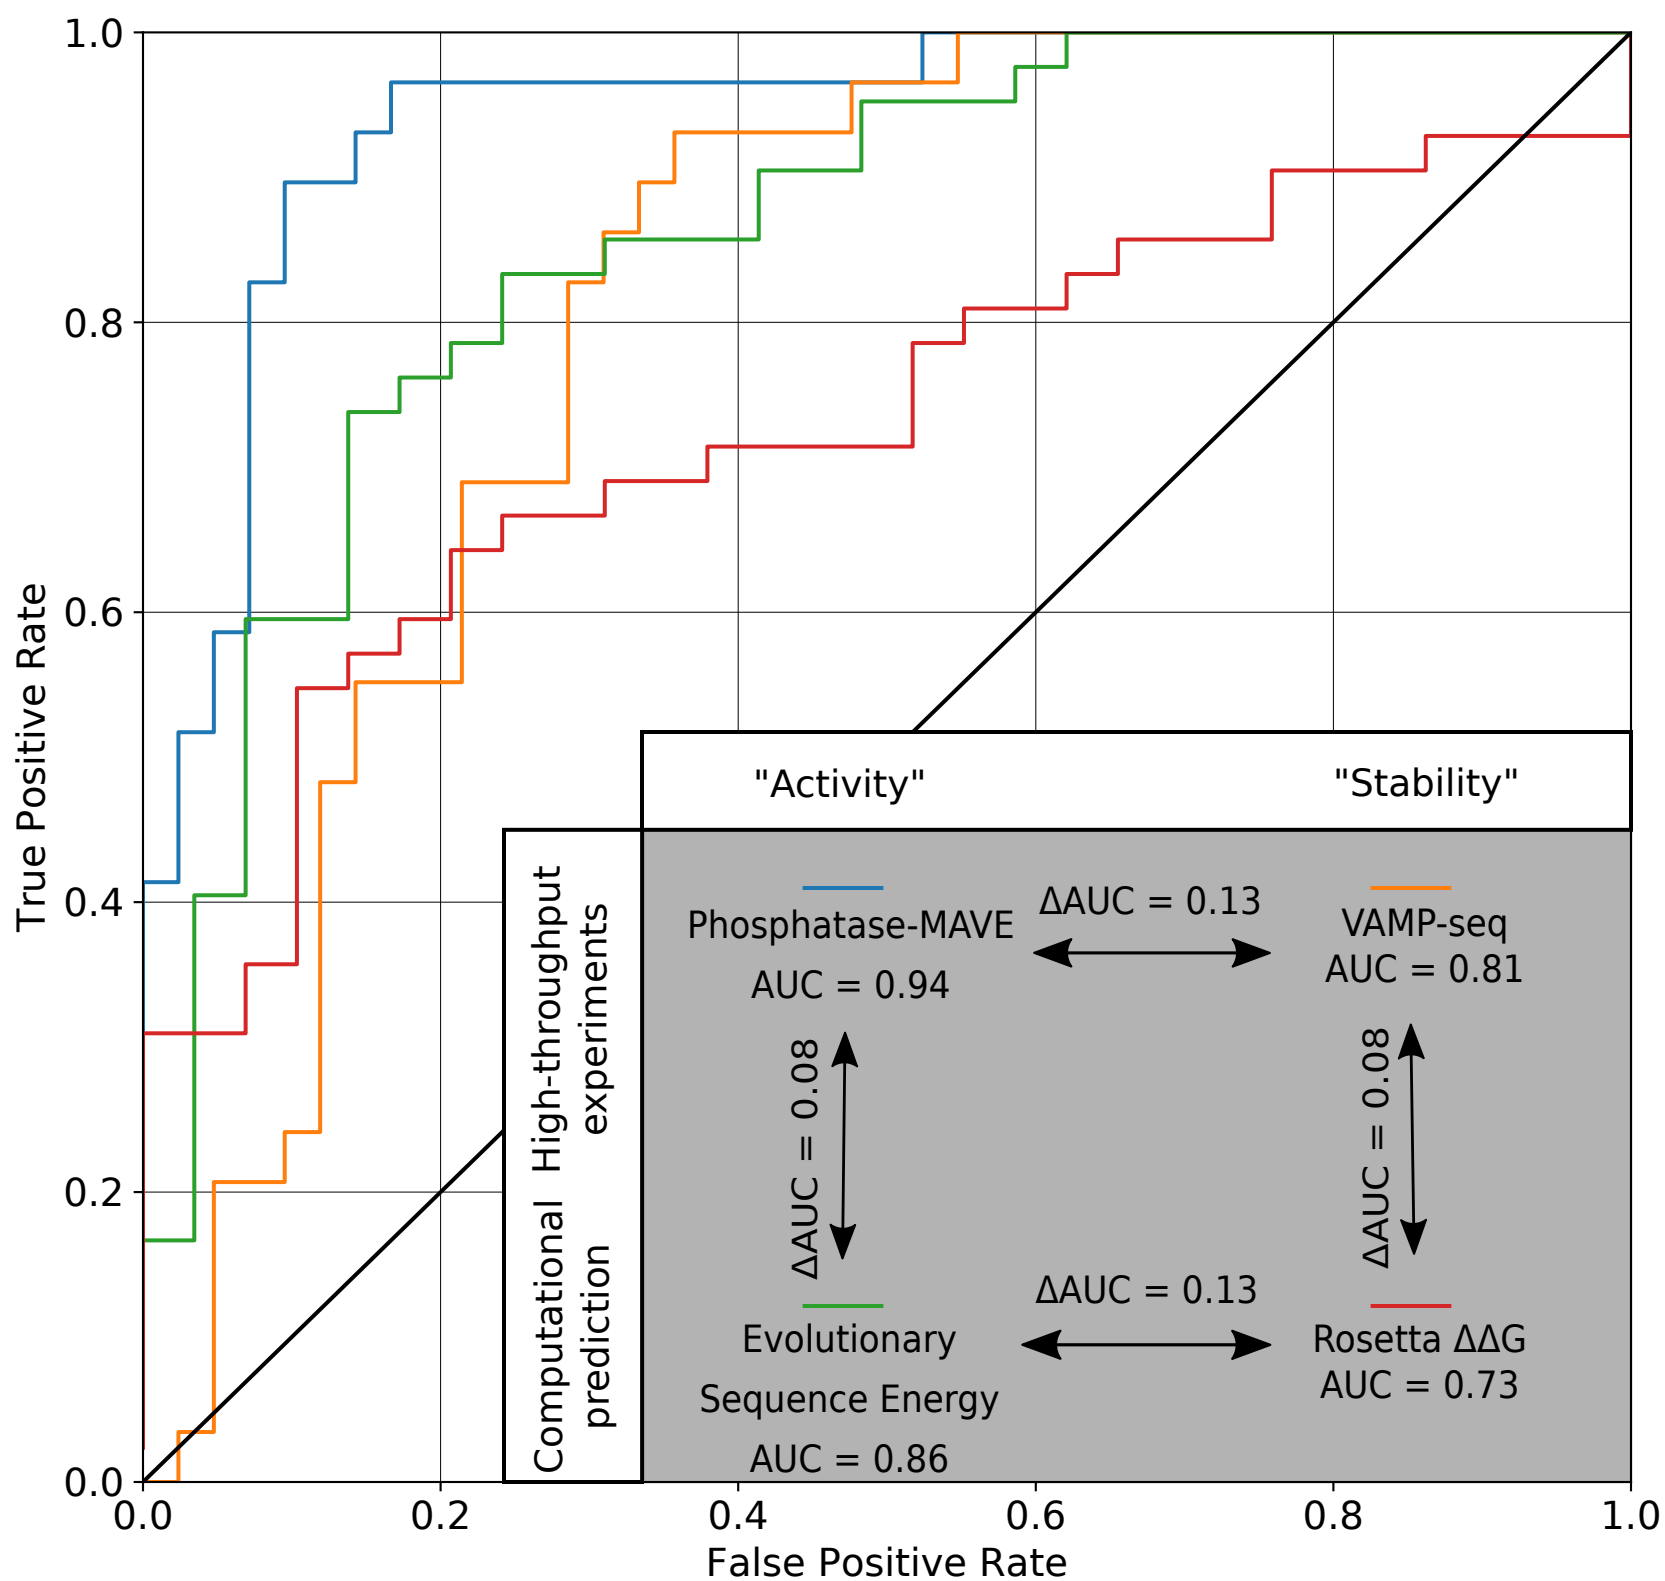 1.0
0.8
0.6
0.4
0.2
0.0
True Positive Rate
0.0 0.2 0.4 0.6 0.8 1.0
False Positive Rate
"Activity" "Stability"
High-throughput
experiments
Computational
prediction
Phosphatase-MAVE
AUC = 0.94
ΔAUC = 0.13
VAMP-seq
AUC = 0.81
ΔAUC = 0.08
ΔAUC = 0.08
Evolutionary
Sequence Energy
AUC = 0.86
ΔAUC = 0.13
Rosetta ΔΔG
AUC = 0.73